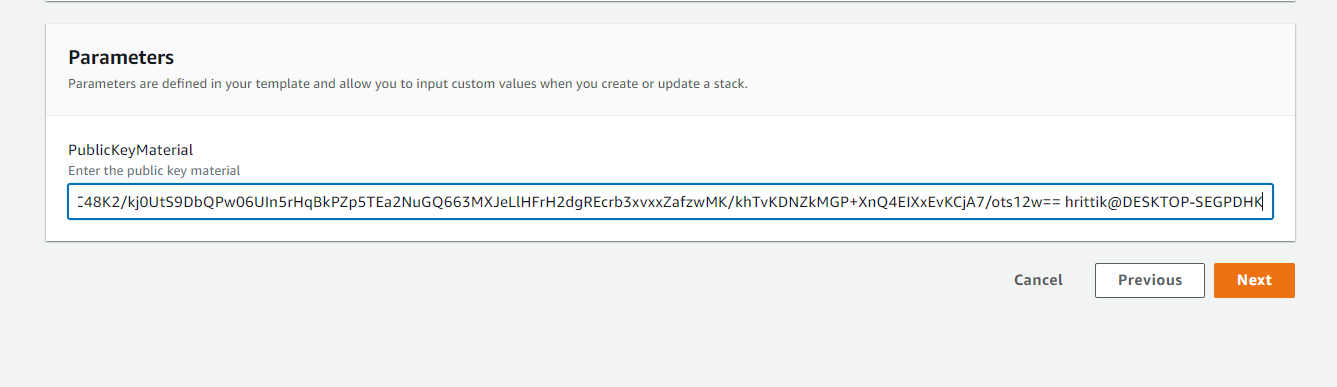 Parameters
Parameters are defined in your template and allow you to input custom values when you create or update a stack.
PublicKeyMaterial
Enter the public key material
C48K2/kj0UtS9DbQPw06UIn5rHqBkPZp5TEa2NuGQ663MXJeLlHFrH2dgREcrb3xvxxZafzwMK/khTvKDNZkMGP+XnQ4EIXxEvKCjA7/ots12w== hrittik@DESKTOP-SEGPDHK
Cancel
Previous
Next